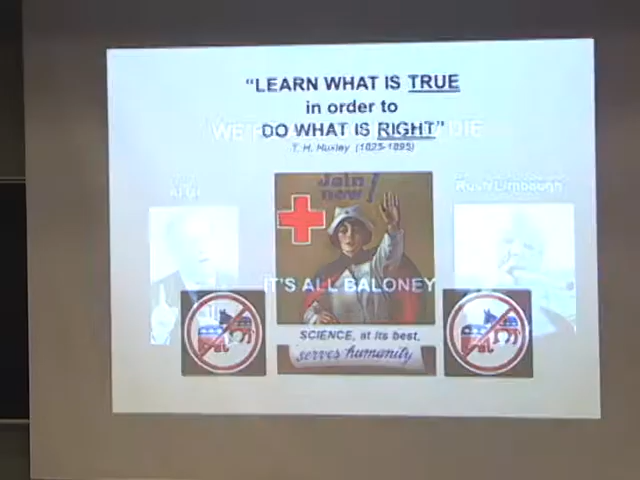 “LEARN WHAT IS TRUE
in order to
DO WHAT IS RIGHT”
DIE
T. H. Huxley (1825-1895)
Rush Limbaugh
Join
now!
IT'S ALL BALONEY
SCIENCE, at its best,
serves humanity